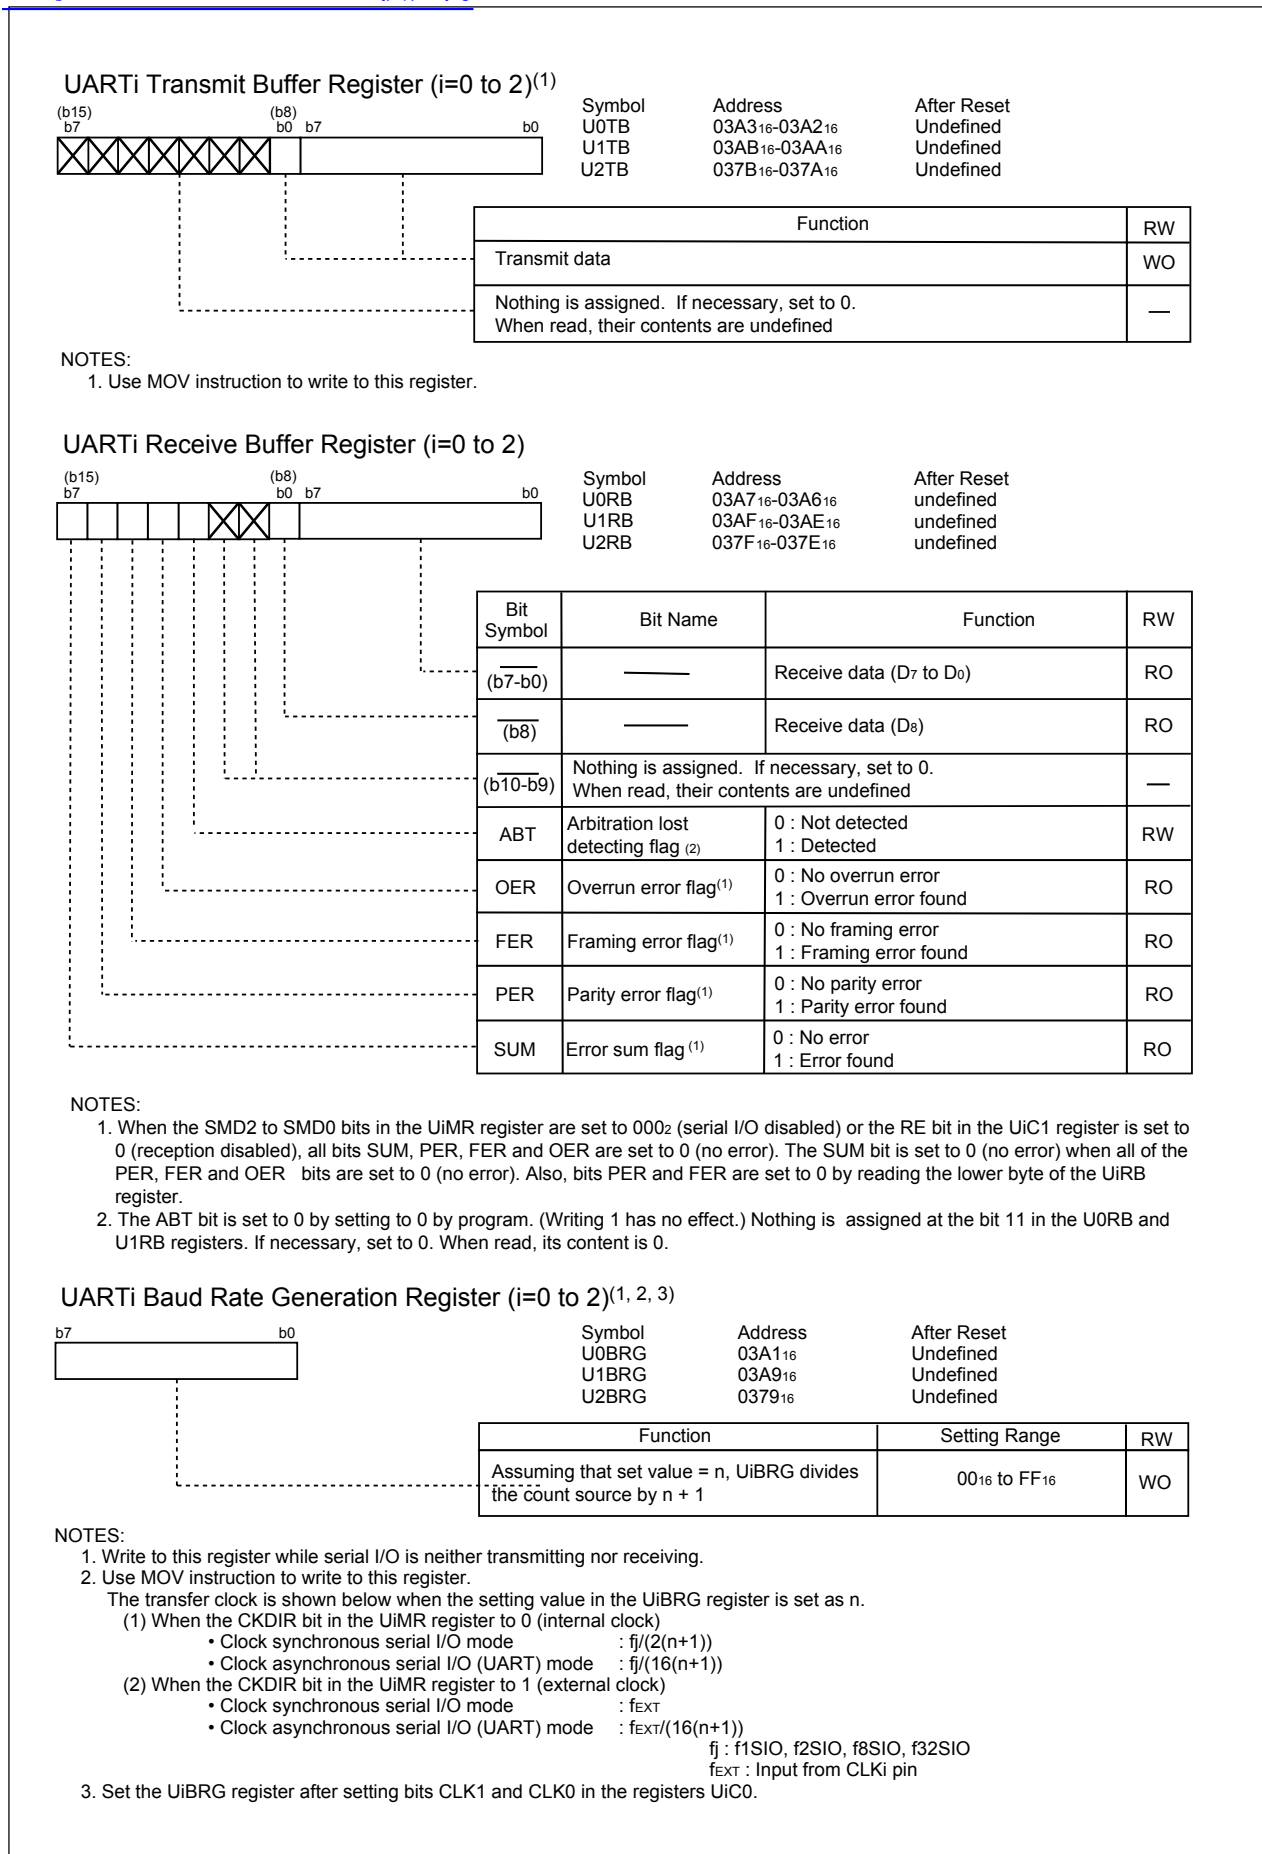 UARTi Transmit Buffer Register (i=0 to 2)(1)
(b15) (b8)
b7 b0 b7 b0
Symbol Address After Reset
U0TB 03A316-03A216 Undefined
U1TB 03AB16-03AA16 Undefined
U2TB 037B16-037A16 Undefined
Function RW
Transmit data WO
Nothing is assigned. If necessary, set to 0.
When read, their contents are undefined —
NOTES:
1. Use MOV instruction to write to this register.
UARTi Receive Buffer Register (i=0 to 2)
(b15) (b8)
b7 b0 b7 b0
Symbol Address After Reset
U0RB 03A716-03A616 undefined
U1RB 03AF16-03AE16 undefined
U2RB 037F16-037E16 undefined
Bit Symbol Bit Name Function RW
— (b7-b0) — Receive data (D7 to D0) RO
— (b8) — Receive data (D8) RO
— (b10-b9) Nothing is assigned. If necessary, set to 0.
When read, their contents are undefined —
ABT Arbitration lost detecting flag (2) 0 : Not detected
1 : Detected RW
OER Overrun error flag(1) 0 : No overrun error
1 : Overrun error found RO
FER Framing error flag(1) 0 : No framing error
1 : Framing error found RO
PER Parity error flag(1) 0 : No parity error
1 : Parity error found RO
SUM Error sum flag (1) 0 : No error
1 : Error found RO
NOTES:
1. When the SMD2 to SMD0 bits in the UiMR register are set to 0002 (serial I/O disabled) or the RE bit in the UiC1 register is set to
0 (reception disabled), all bits SUM, PER, FER and OER are set to 0 (no error). The SUM bit is set to 0 (no error) when all of the
PER, FER and OER bits are set to 0 (no error). Also, bits PER and FER are set to 0 by reading the lower byte of the UiRB
register.
2. The ABT bit is set to 0 by setting to 0 by program. (Writing 1 has no effect.) Nothing is assigned at the bit 11 in the U0RB and
U1RB registers. If necessary, set to 0. When read, its content is 0.
UARTi Baud Rate Generation Register (i=0 to 2)(1, 2, 3)
b7 b0
Symbol Address After Reset
U0BRG 03A116 Undefined
U1BRG 03A916 Undefined
U2BRG 037916 Undefined
Function Setting Range RW
Assuming that set value = n, UiBRG divides
the count source by n + 1 0016 to FF16 WO
NOTES:
1. Write to this register while serial I/O is neither transmitting nor receiving.
2. Use MOV instruction to write to this register.
The transfer clock is shown below when the setting value in the UiBRG register is set as n.
(1) When the CKDIR bit in the UiMR register to 0 (internal clock)
• Clock synchronous serial I/O mode : fj/(2(n+1))
• Clock asynchronous serial I/O (UART) mode : fj/(16(n+1))
(2) When the CKDIR bit in the UiMR register to 1 (external clock)
• Clock synchronous serial I/O mode : fEXT
• Clock asynchronous serial I/O (UART) mode : fEXT/(16(n+1))
fj : f1SIO, f2SIO, f8SIO, f32SIO
fEXT : Input from CLKi pin
3. Set the UiBRG register after setting bits CLK1 and CLK0 in the registers UiC0.